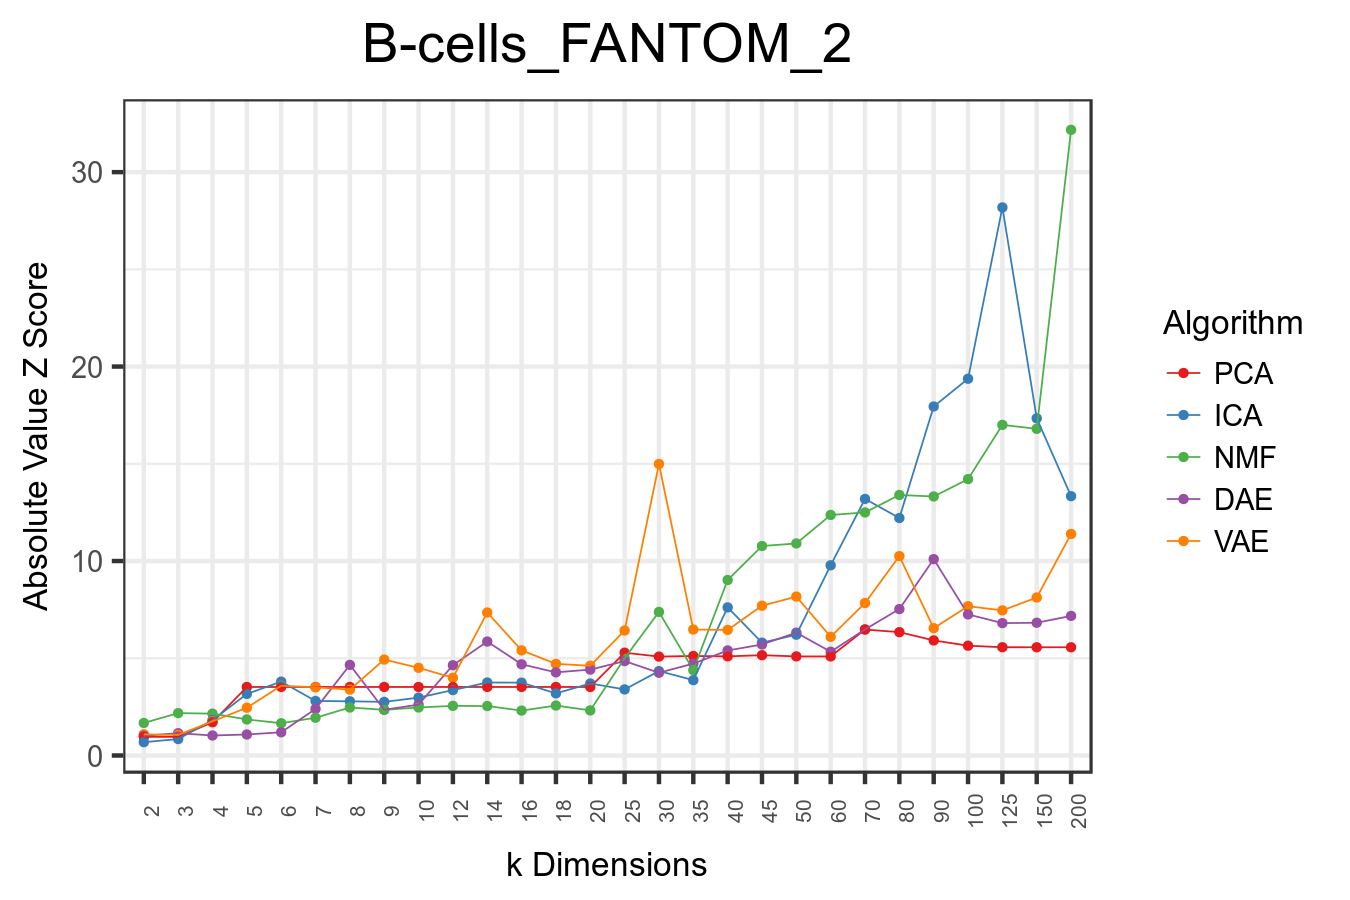 B-cells_FANTOM_2
Absolute Value Z Score
30
20
10
0
2 3 4 5 6 7 8 9 10 12 14 16 18 20 25 30 35 40 45 50 60 70 80 90 100 125 150 200
k Dimensions
Algorithm
PCA
ICA
NMF
DAE
VAE